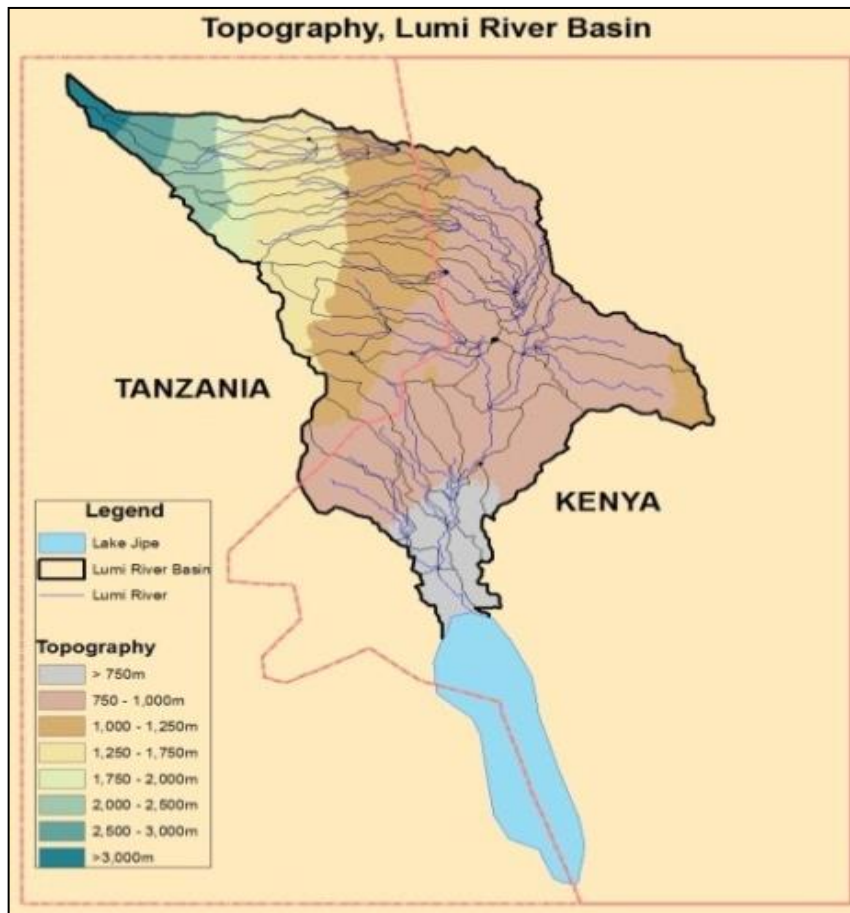 Topography, Lumi River Basin
TANZANIA
KENYA
Legend
Lake Jipe
Lumi River Basin
Lumi River
Topography
> 750m
750 - 1,000m
1,000 - 1,250m
1,250 - 1,750m
1,750 - 2,000m
2,000 - 2,500m
2,500 - 3,000m
>3,000m